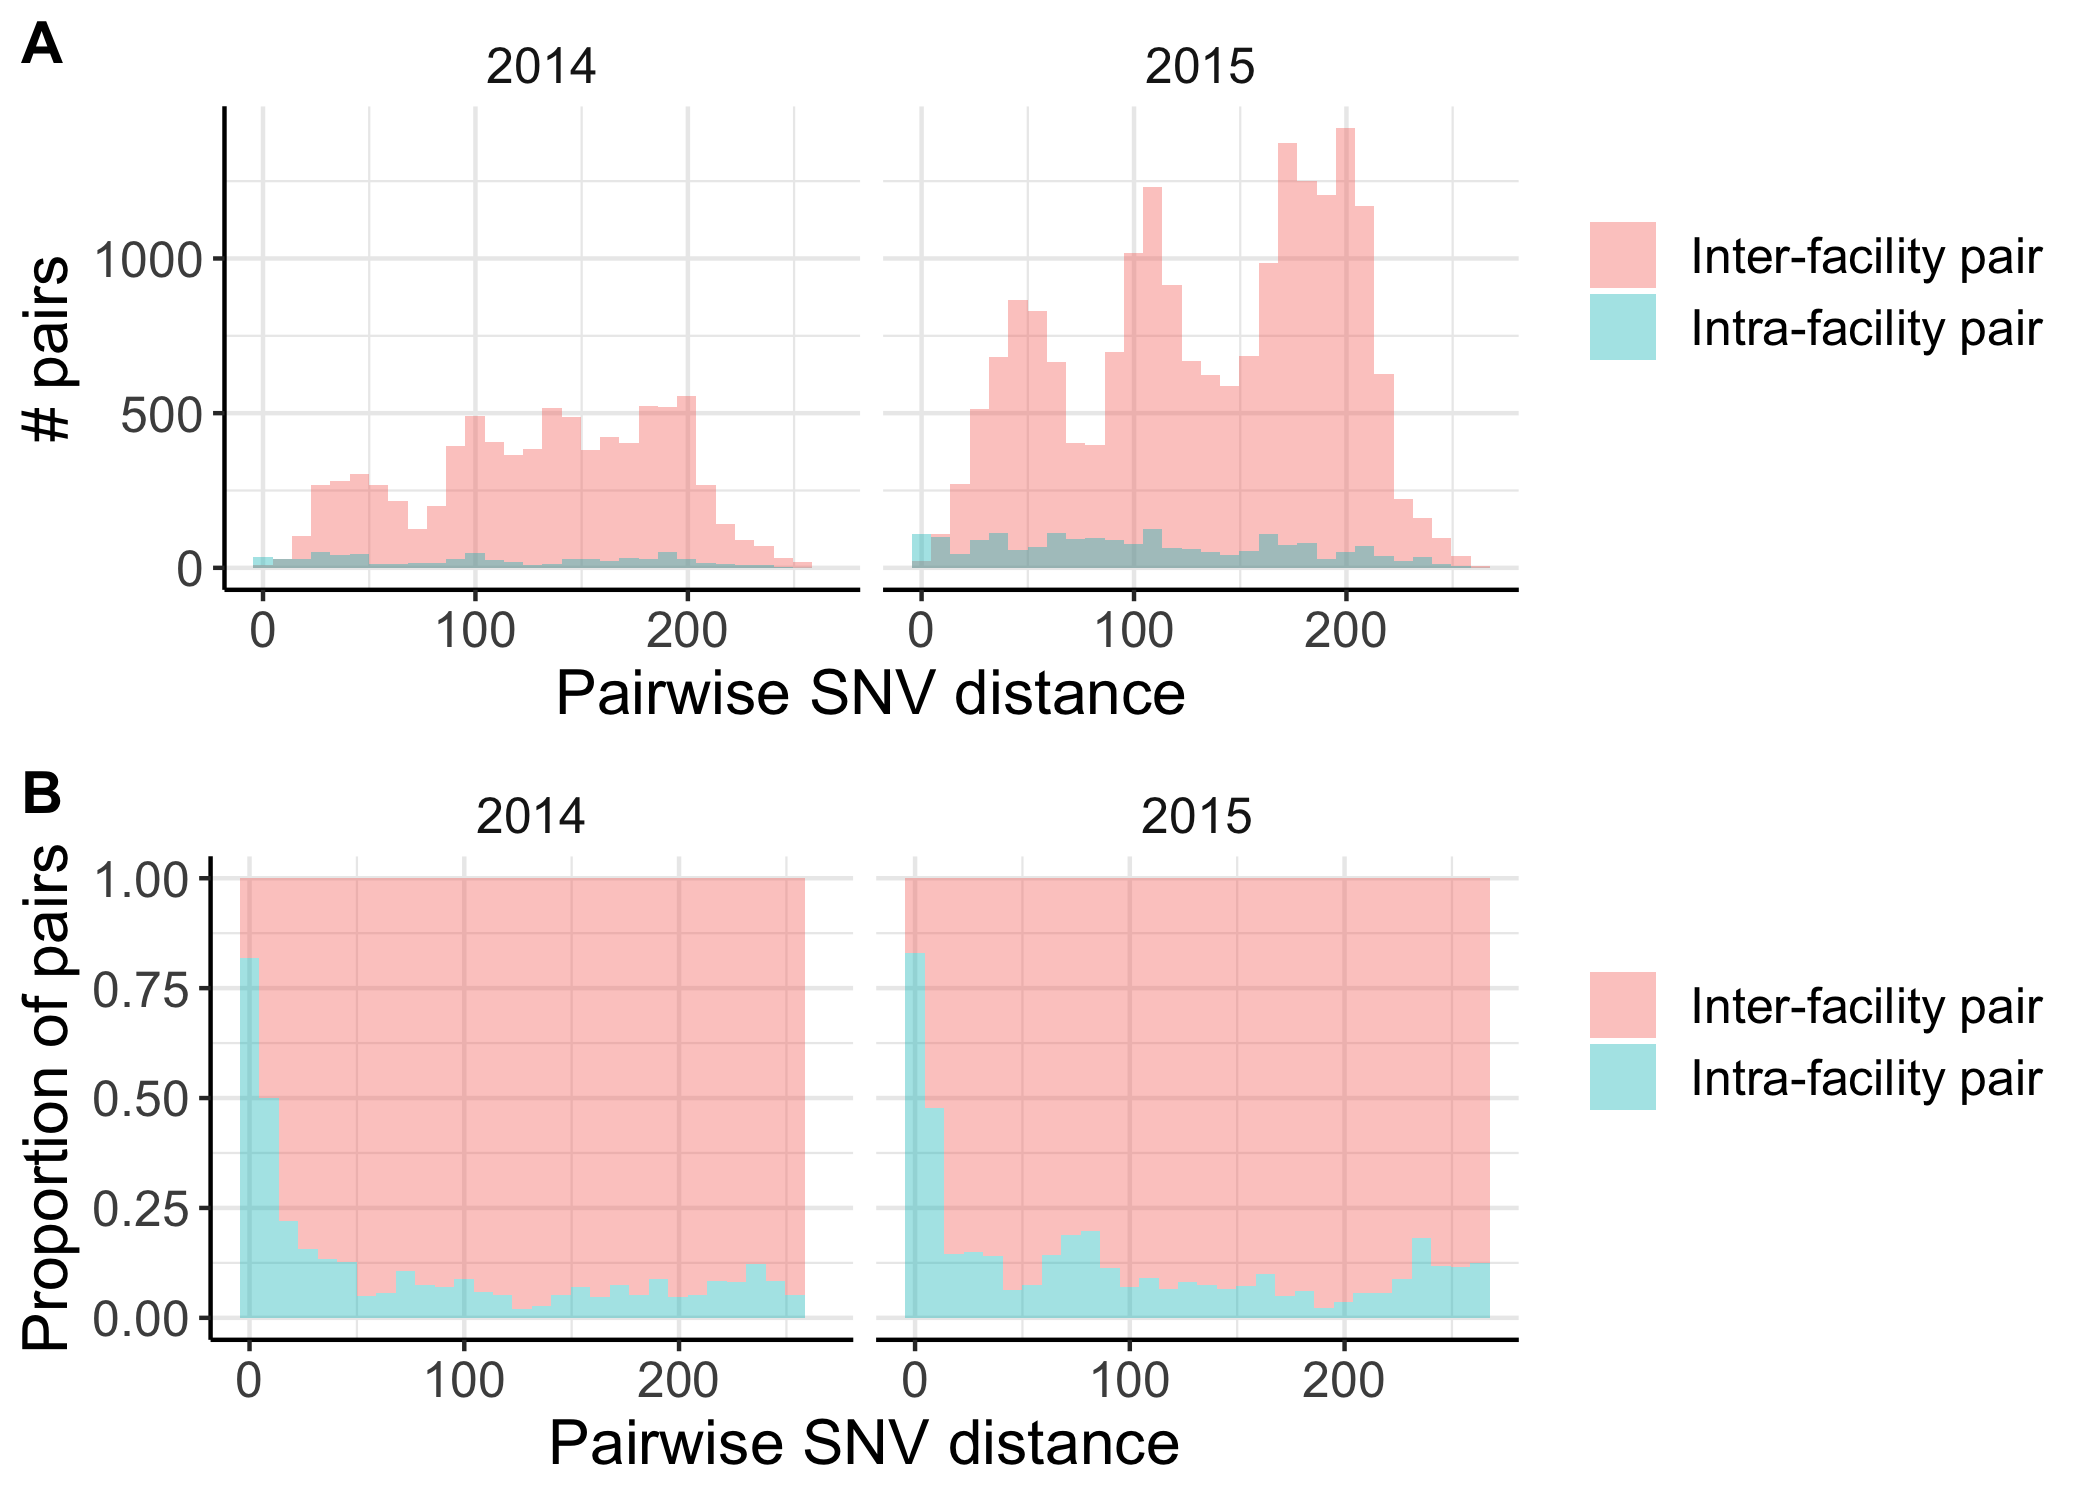 A
2014 2015
# pairs
1000
500
0
0 100 200 0 100 200
Pairwise SNV distance
Inter-facility pair
Intra-facility pair
B
2014 2015
Proportion of pairs
1.00
0.75
0.50
0.25
0.00
0 100 200 0 100 200
Pairwise SNV distance
Inter-facility pair
Intra-facility pair